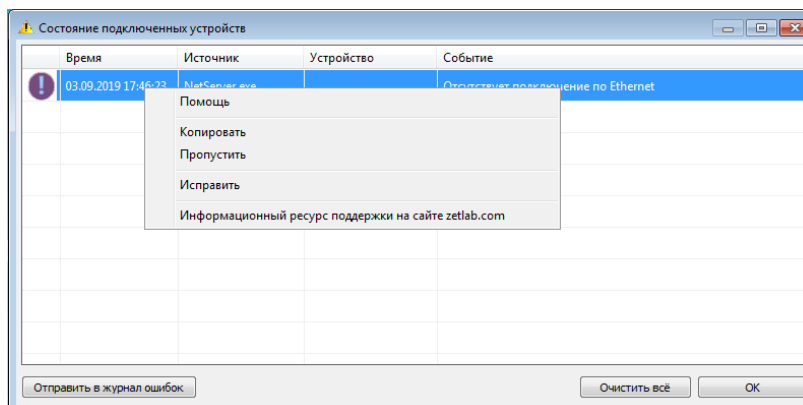 Состояние подключенных устройств
Время Источник Устройство Событие
03.09.2019 17:46:23 NetServer.exe Отсутствует подключение по Ethernet
Помощь
Копировать
Пропустить
Исправить
Информационный ресурс поддержки на сайте zetlab.com
Отправить в журнал ошибок Очистить всё ОК